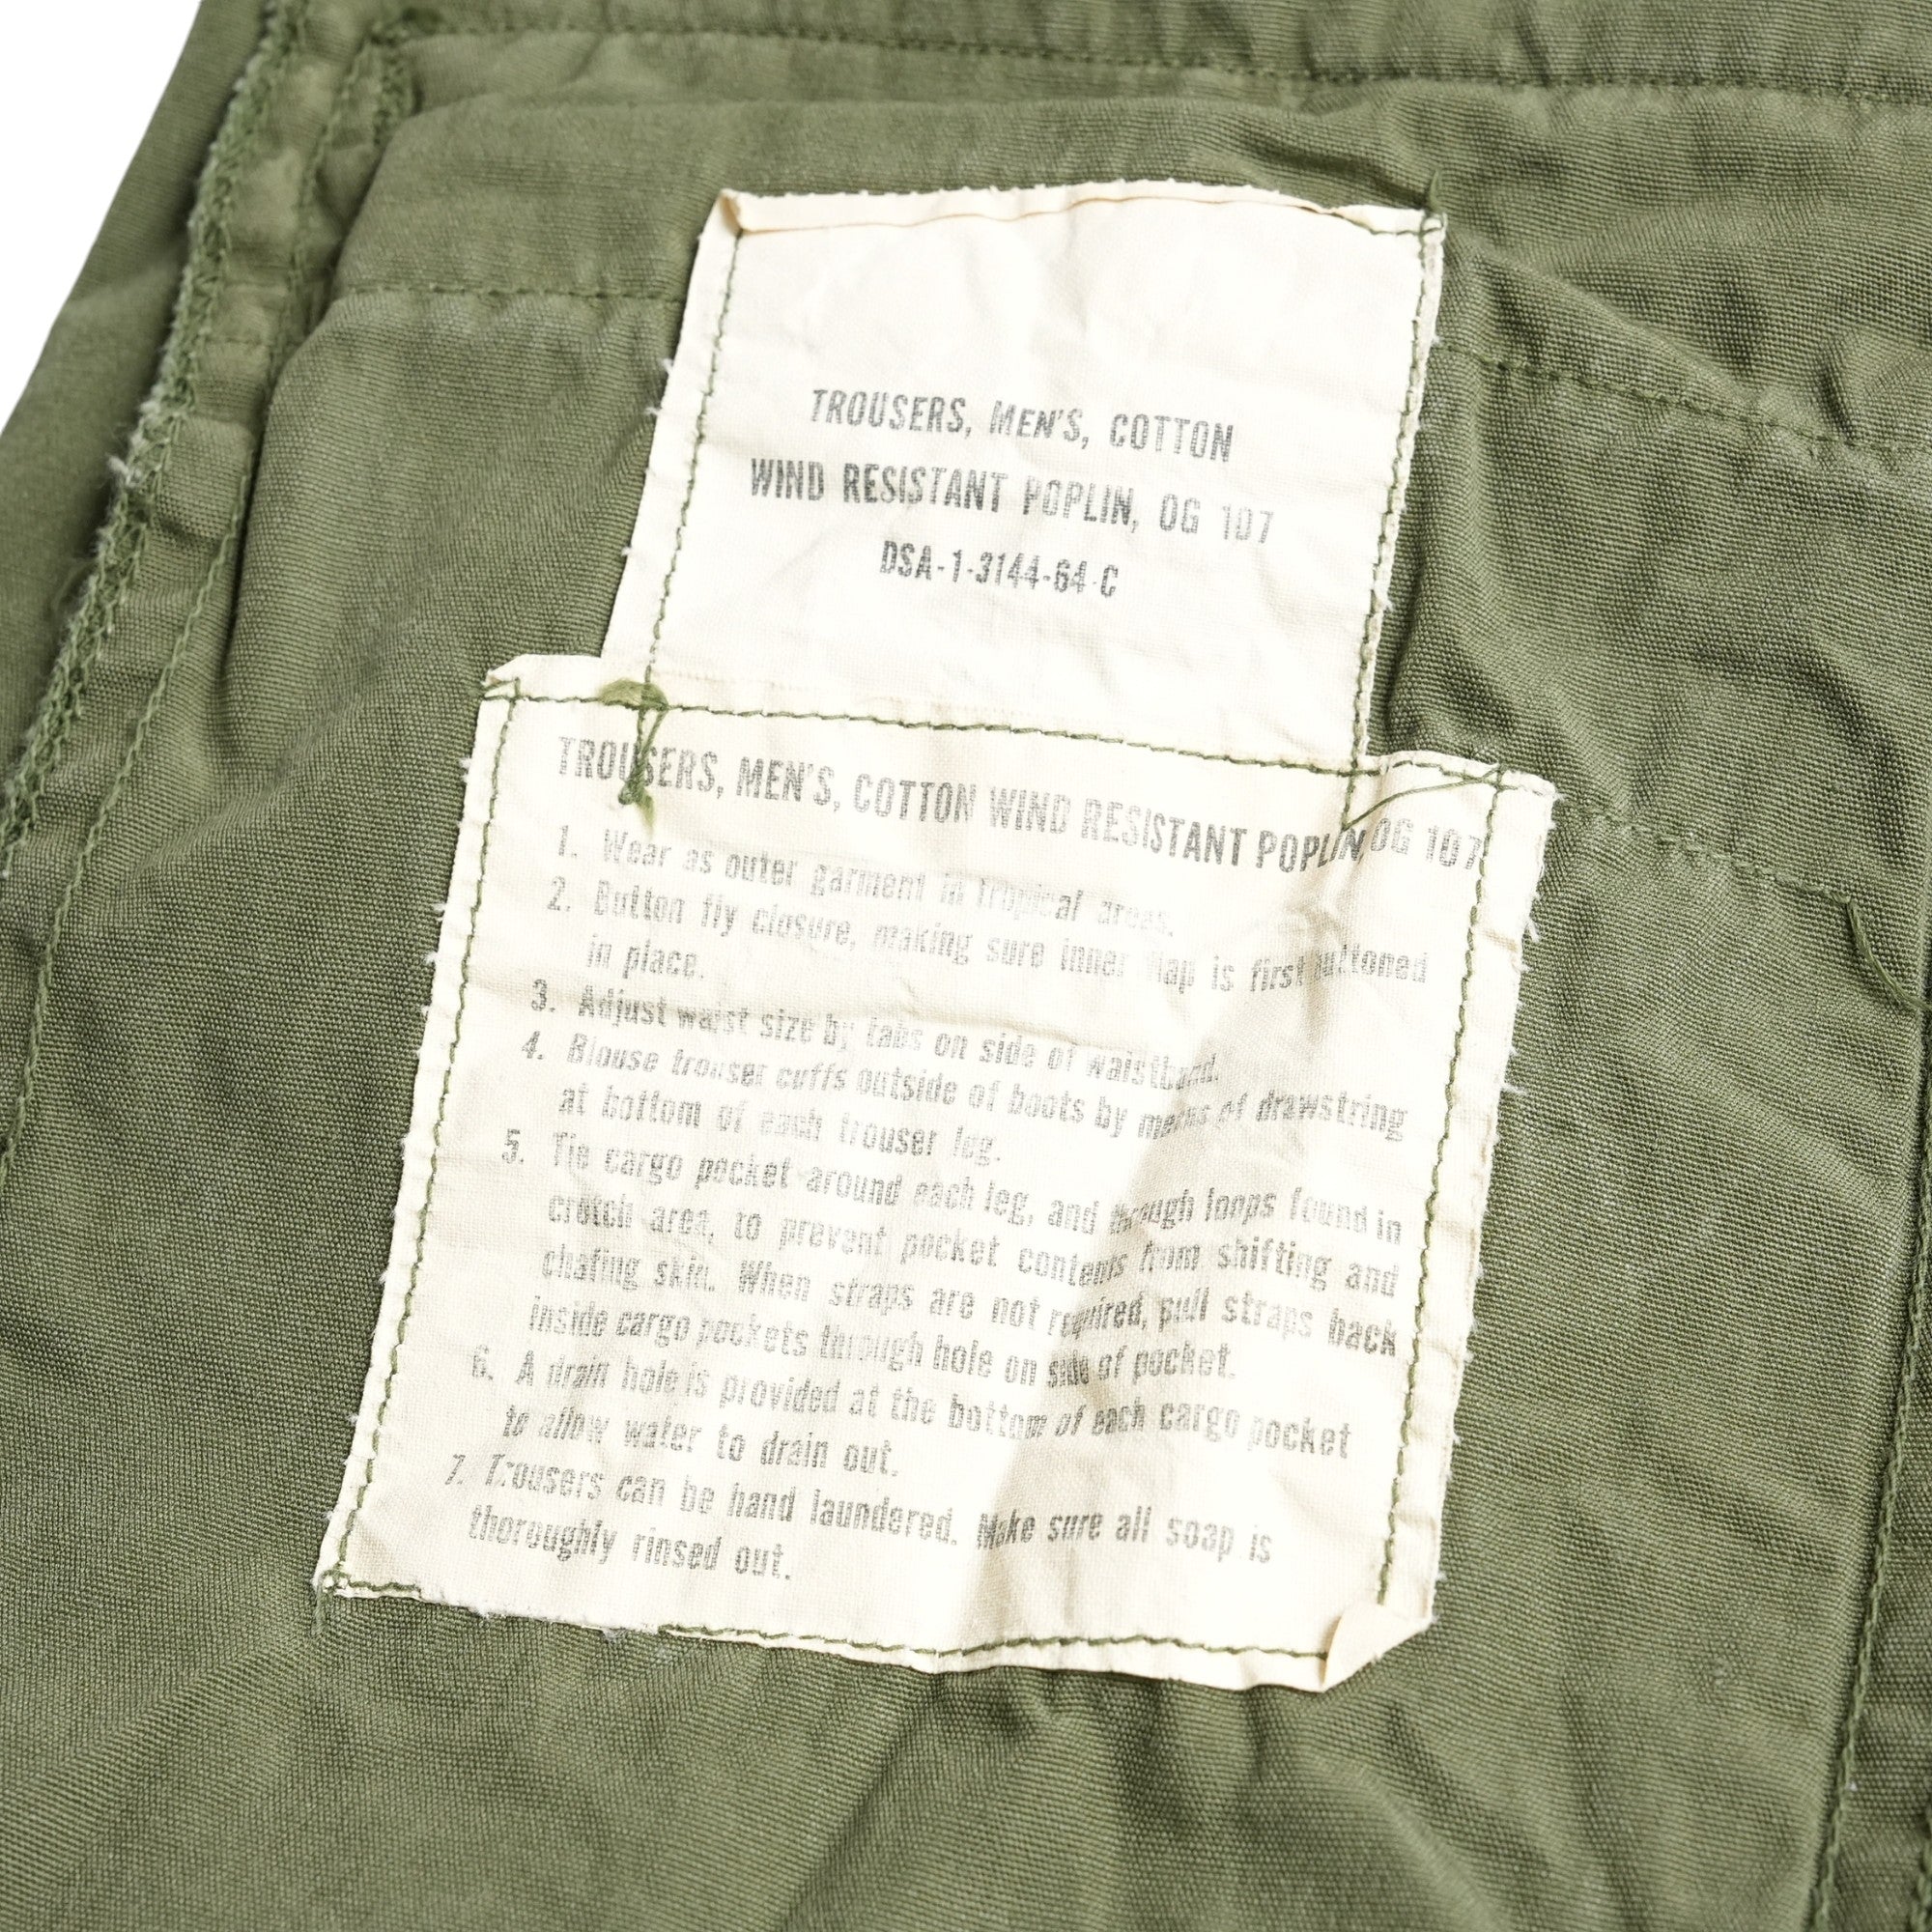 TROUSERS, MEN'S, COTTON
WIND RESISTANT POPLIN, OG 107
DSA-1-3144-64-C
TROUSERS, MEN'S, COTTON WIND RESISTANT POPLIN, OG 107
1. Wear as outer garment in tropical areas.
2. Button fly closure, making sure inner flap is first buttoned
in place.
3. Adjust waist size by tabs on side of waistband.
4. Blouse trouser cuffs outside of boots by means of drawstring
at bottom of each trouser leg.
5. Tie cargo pocket around each leg, and through loops found in
crotch area, to prevent pocket contents from shifting and
chafing skin. When straps are not required, pull straps back
inside cargo pockets through hole on side of pocket.
6. A drain hole is provided at the bottom of each cargo pocket
to allow water to drain out.
7. Trousers can be hand laundered. Make sure all soap is
thoroughly rinsed out.